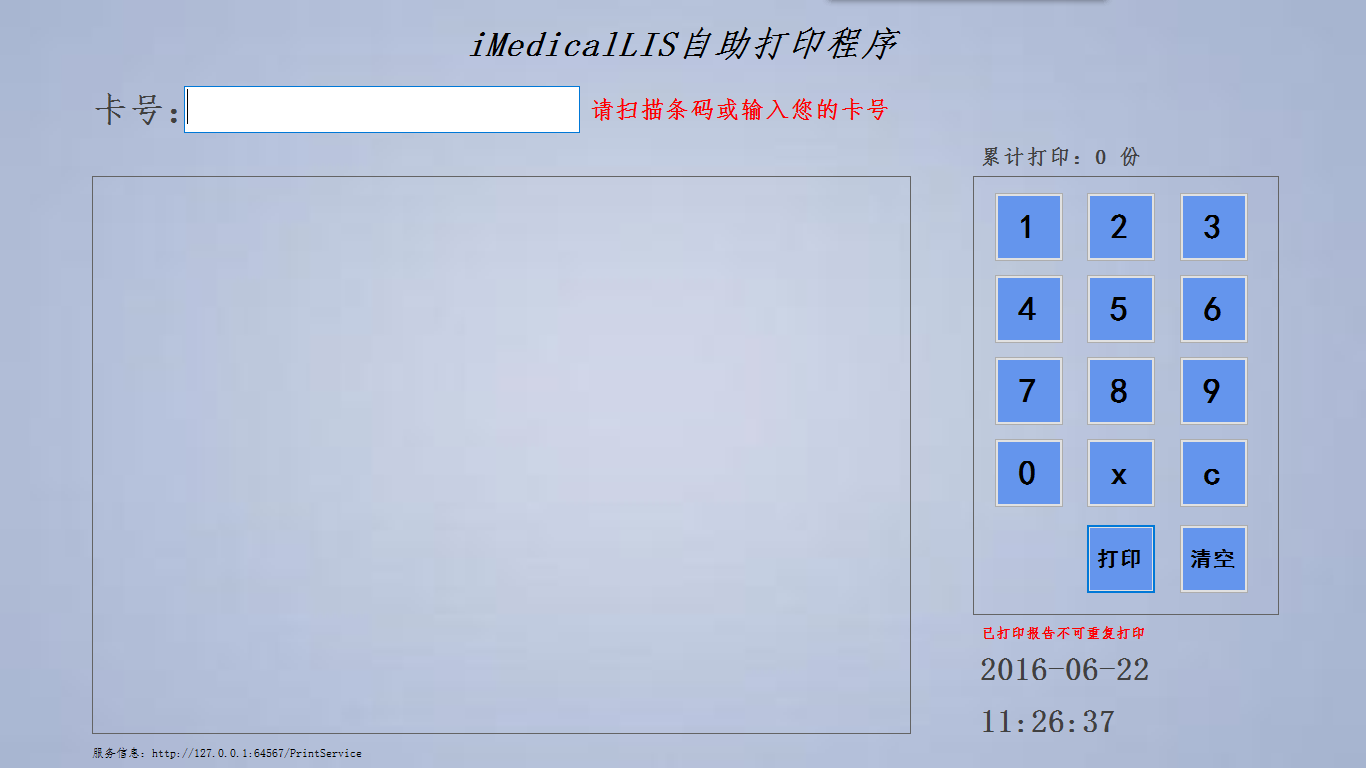 iMedicalLIS自助打印程序
卡号:
请扫描条码或输入您的卡号
累计打印: 0 份
1 2 3
4 5 6
7 8 9
0 x c
打印 清空
已打印报告不可重复打印
2016-06-22
11:26:37
服务信息: http://127.0.0.1:64567/PrintService